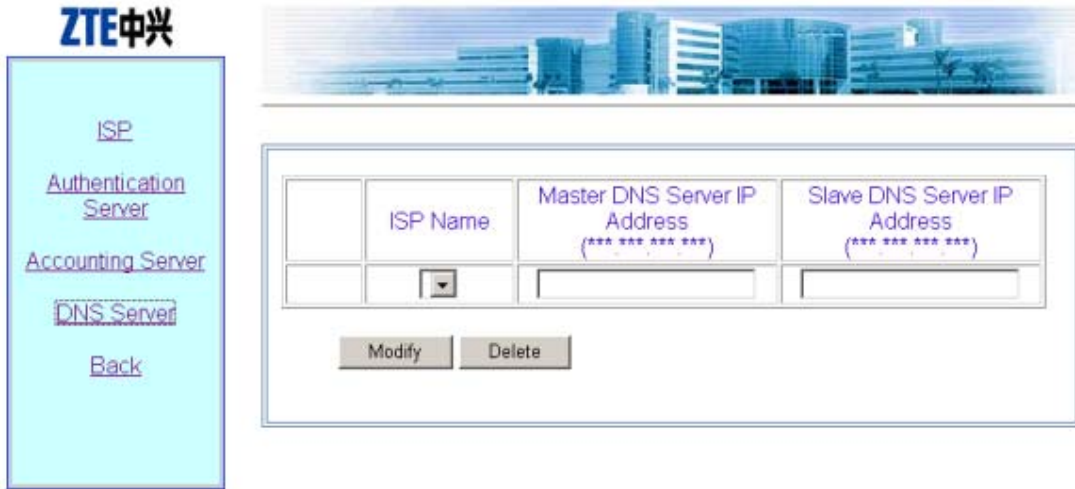 ZTE中兴
ISP
Authentication
Server
Accounting Server
DNS Server
Back
ISP Name
Master DNS Server IP
Address
(***.***.***.***)
Slave DNS Server IP
Address
(***.***.***.***)
Modify
Delete